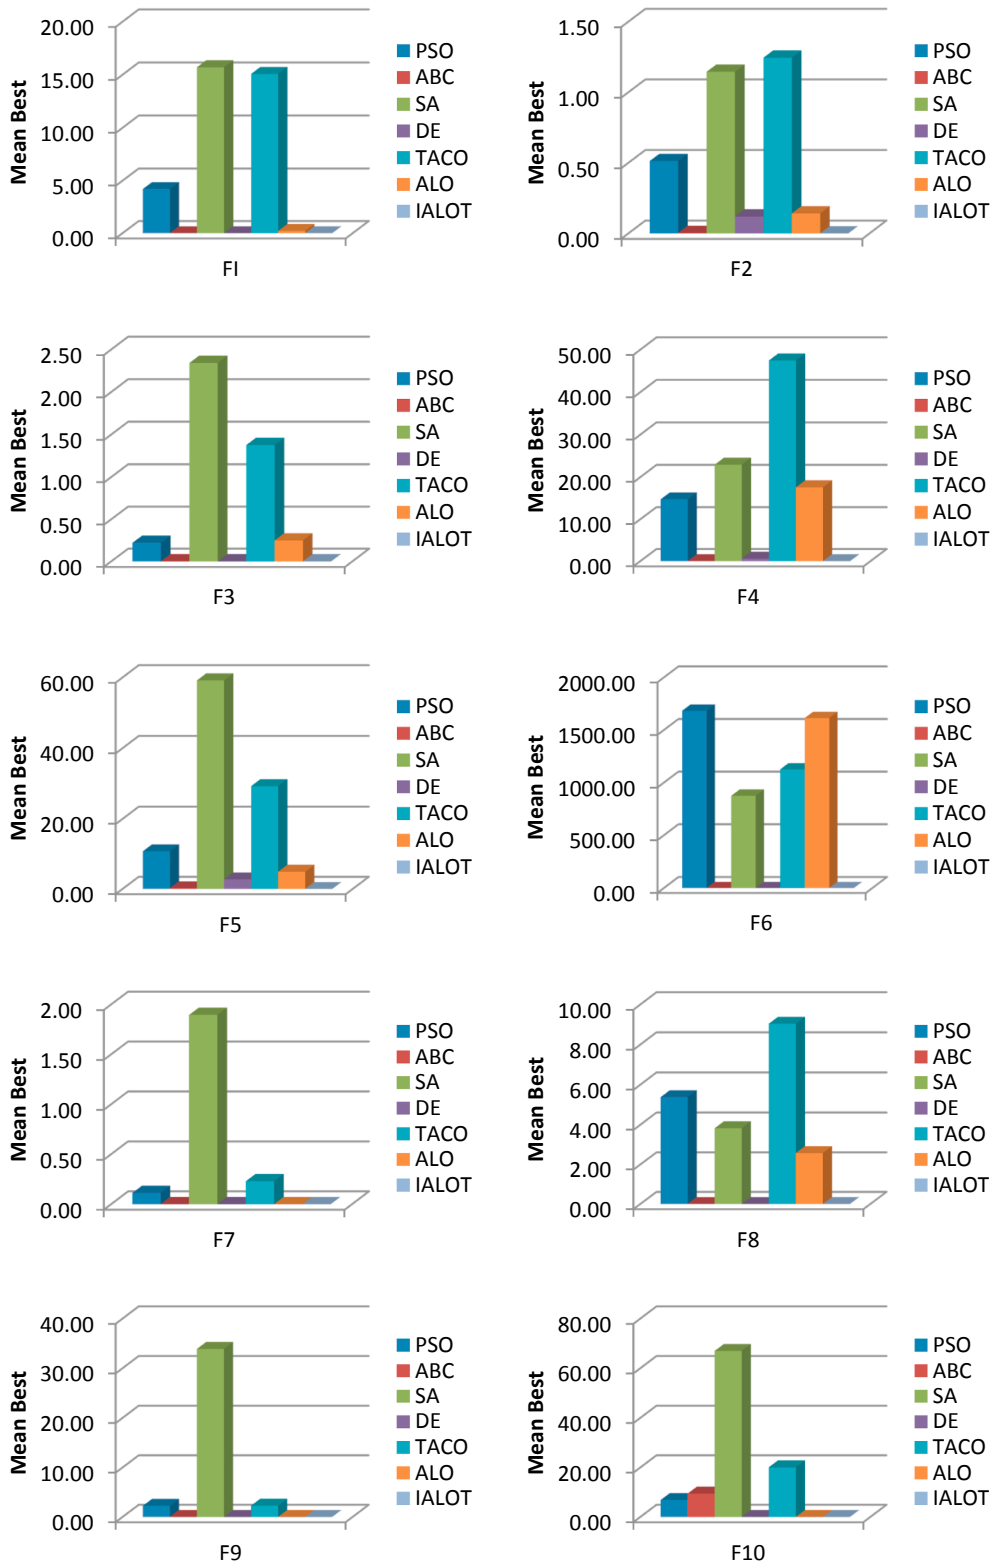 Mean Best
20.00
15.00
10.00
5.00
0.00
FI
PSO
ABC
SA
DE
TACO
ALO
IALOT
Mean Best
1.50
1.00
0.50
0.00
F2
PSO
ABC
SA
DE
TACO
ALO
IALOT
Mean Best
2.50
2.00
1.50
1.00
0.50
0.00
F3
PSO
ABC
SA
DE
TACO
ALO
IALOT
Mean Best
50.00
40.00
30.00
20.00
10.00
0.00
F4
PSO
ABC
SA
DE
TACO
ALO
IALOT
Mean Best
60.00
40.00
20.00
0.00
F5
PSO
ABC
SA
DE
TACO
ALO
IALOT
Mean Best
2000.00
1500.00
1000.00
500.00
0.00
F6
PSO
ABC
SA
DE
TACO
ALO
IALOT
Mean Best
2.00
1.50
1.00
0.50
0.00
F7
PSO
ABC
SA
DE
TACO
ALO
IALOT
Mean Best
10.00
8.00
6.00
4.00
2.00
0.00
F8
PSO
ABC
SA
DE
TACO
ALO
IALOT
Mean Best
40.00
30.00
20.00
10.00
0.00
F9
PSO
ABC
SA
DE
TACO
ALO
IALOT
Mean Best
80.00
60.00
40.00
20.00
0.00
F10
PSO
ABC
SA
DE
TACO
ALO
IALOT